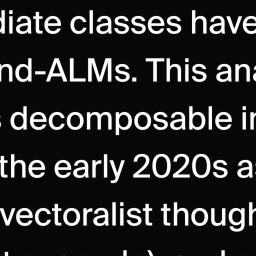 diate classes have
nd-ALMs. This ana
decomposable in
the early 2020s a
vectoralist though